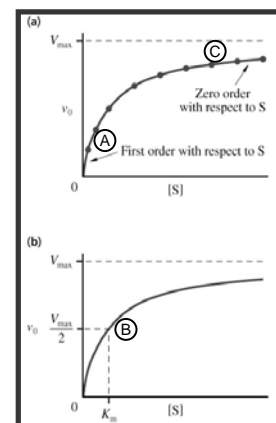 (a)
Vmax
C
v0
Zero order
with respect to S
A
First order with respect to S
0
[S]
(b)
Vmax
v0
Vmax
2
B
0
Km
[S]